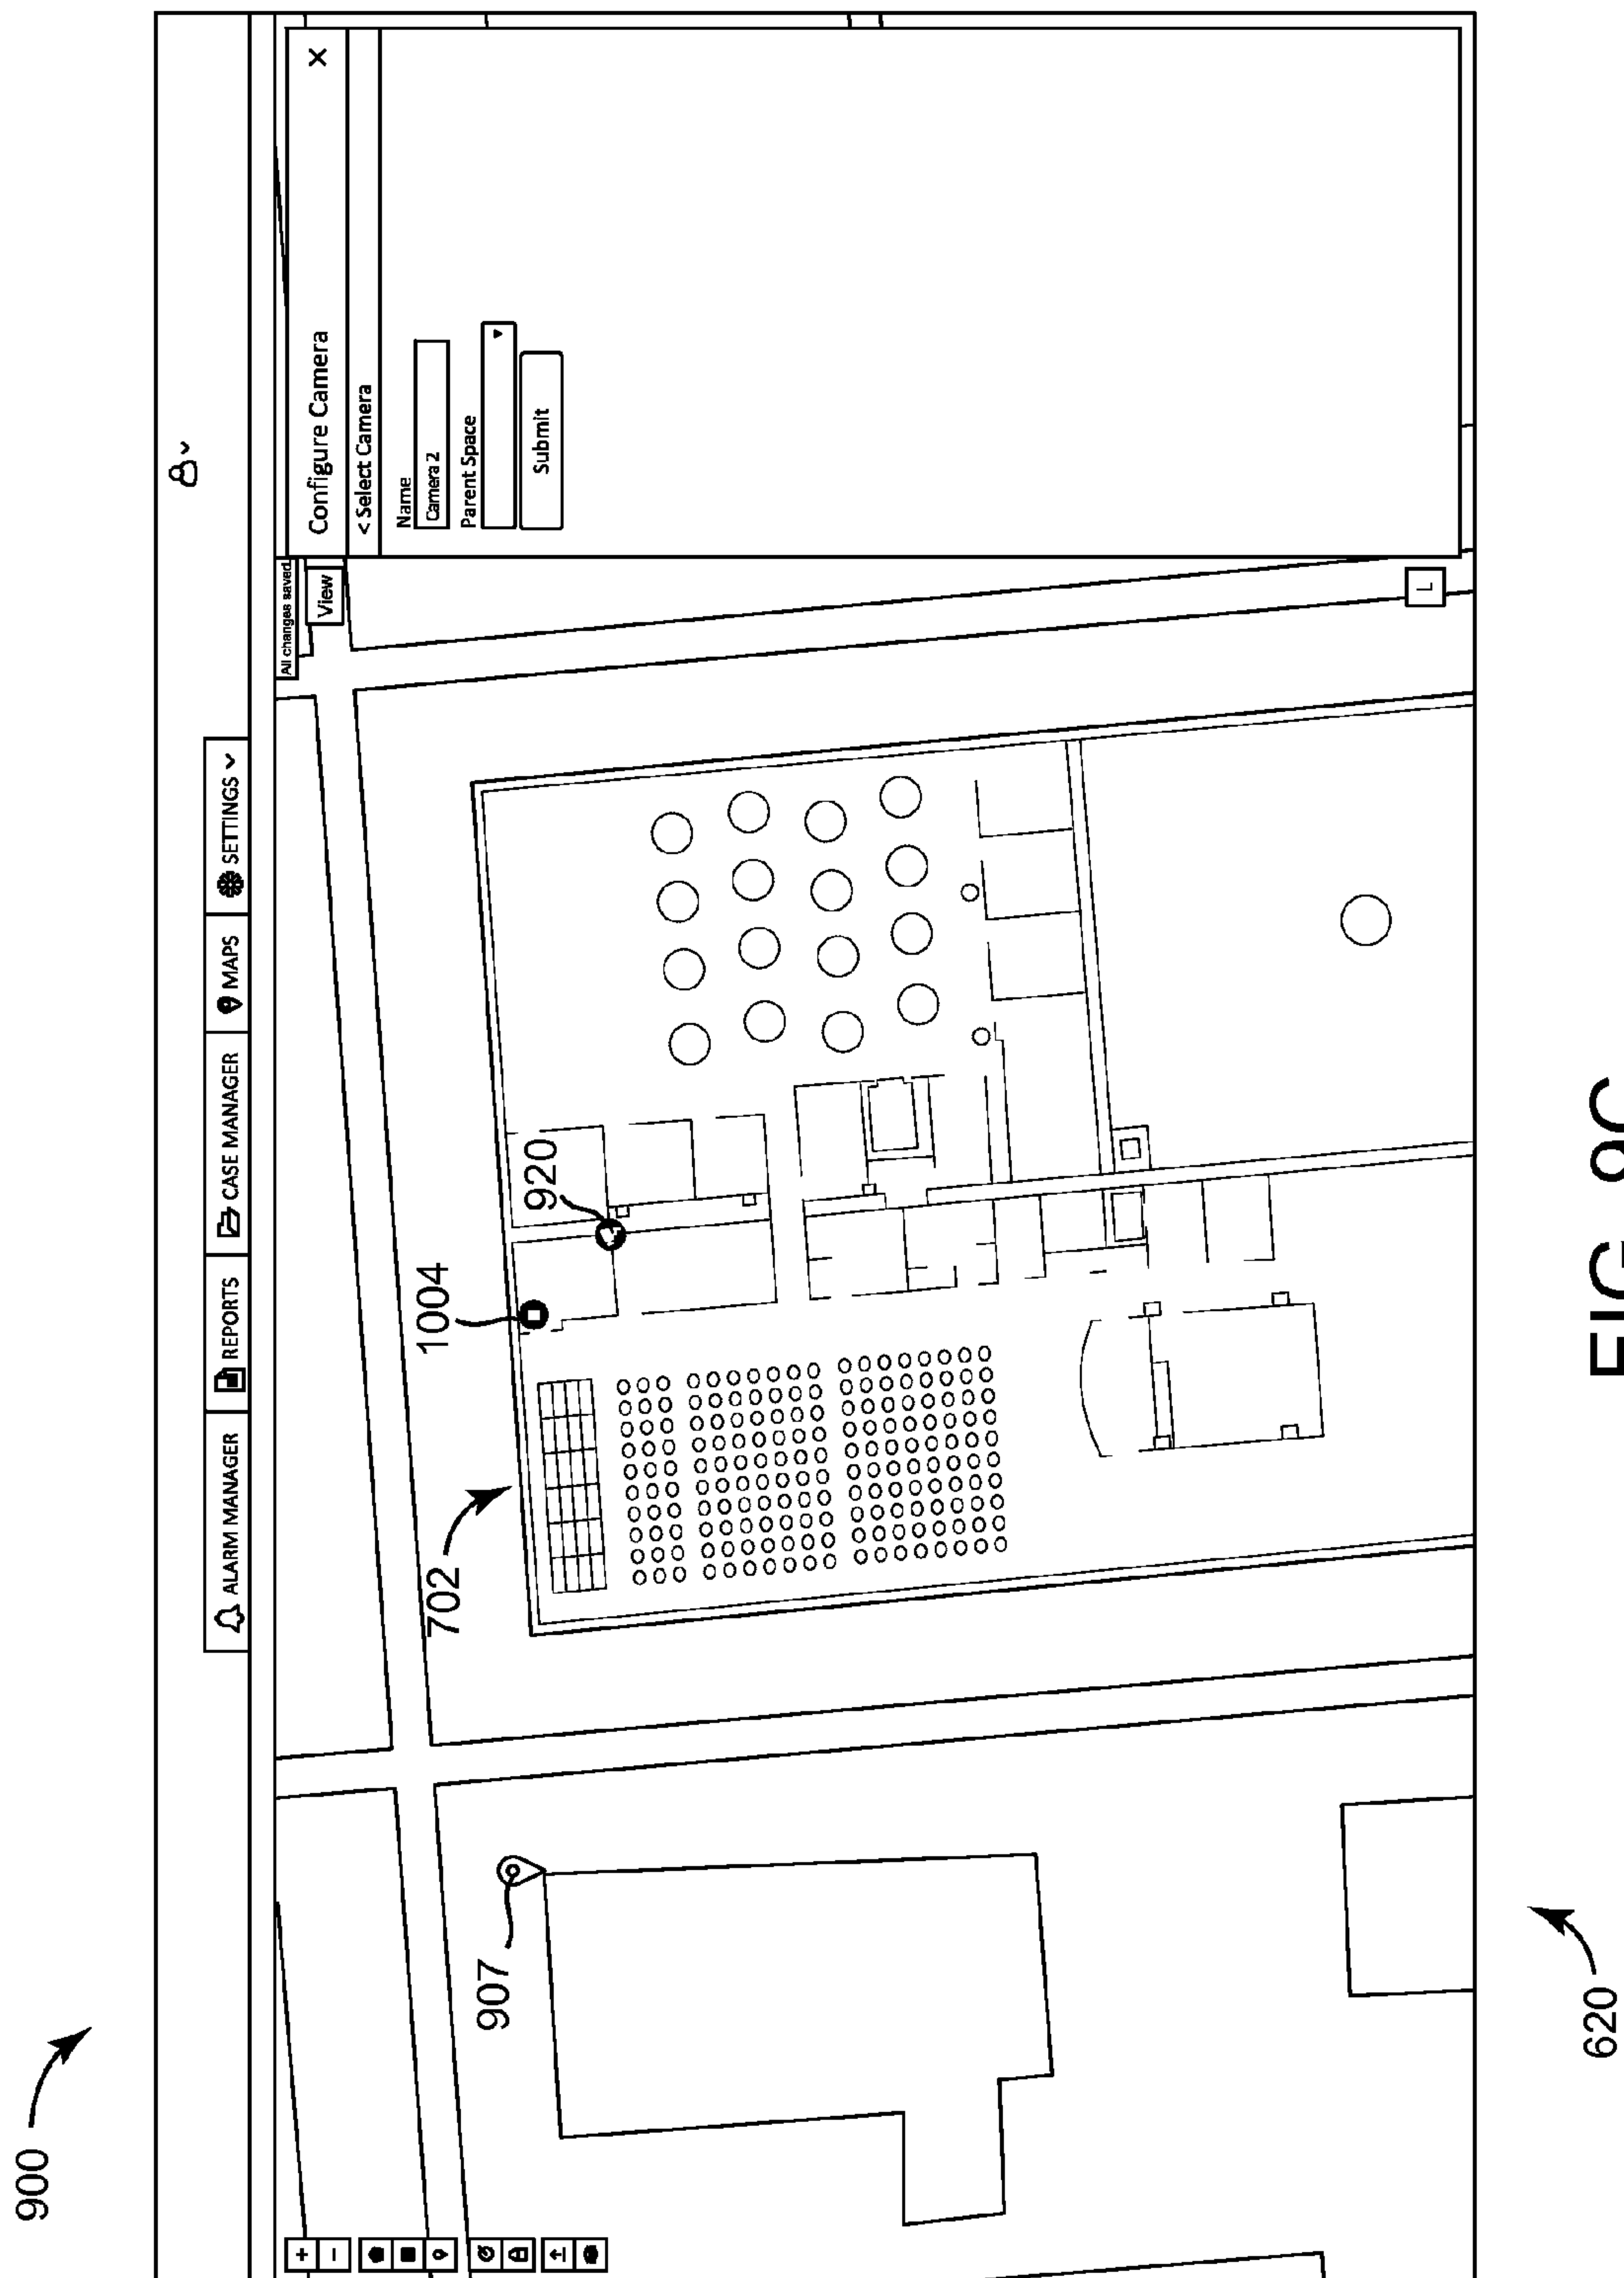 900
ALARM MANAGER
REPORTS
CASE MANAGER
MAPS
SETTINGS
All changes saved
View
Configure Camera
X
< Select Camera
Name
Camera 2
Parent Space
Submit
+
-
907
702
1004
920
L
620
FIG. 9C